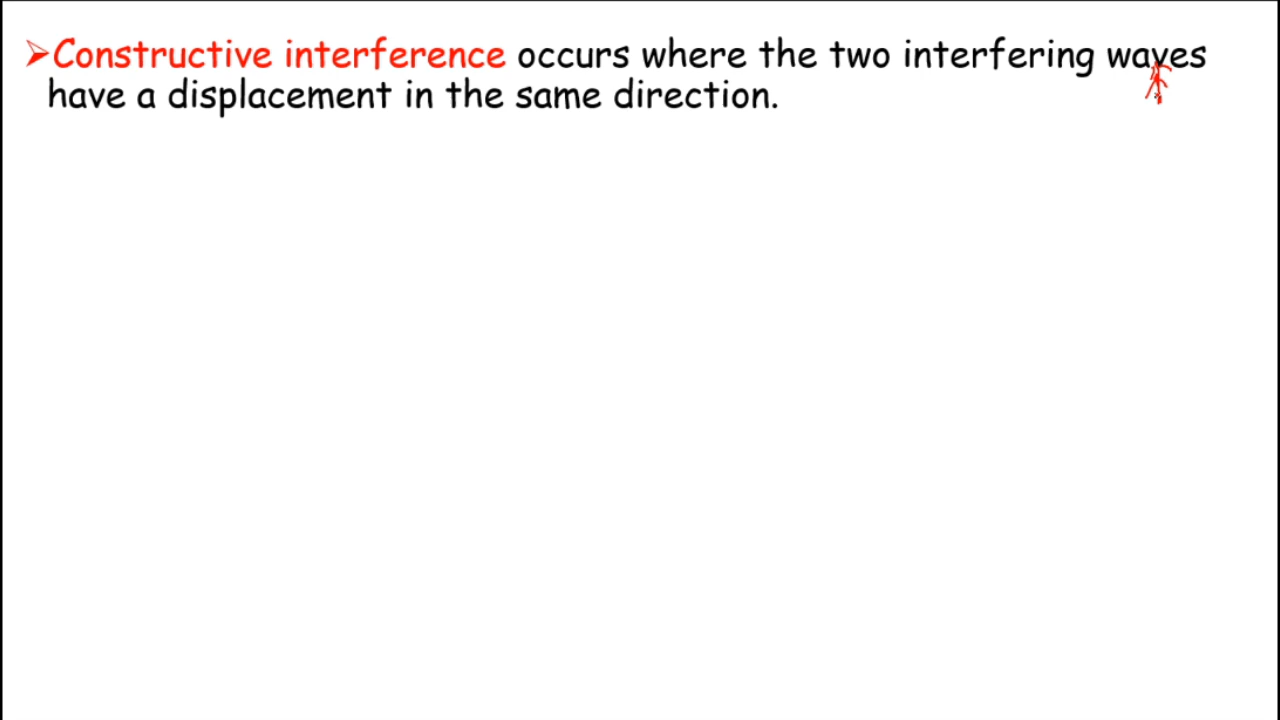 ➢Constructive interference occurs where the two interfering waves
have a displacement in the same direction.